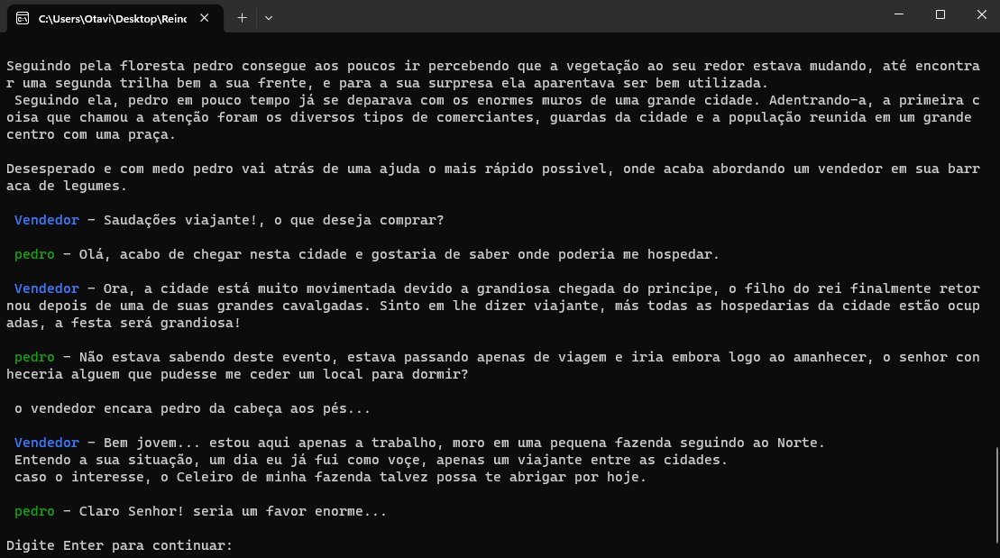 C:\Users\Otavi\Desktop\Reinc
Seguindo pela floresta pedro consegue aos poucos ir percebendo que a vegetação ao seu redor estava mudando, até encontra
r uma segunda trilha bem a sua frente, e para a sua surpresa ela aparentava ser bem utilizada.
Seguindo ela, pedro em pouco tempo já se deparava com os enormes muros de uma grande cidade. Adentrando-a, a primeira c
oisa que chamou a atenção foram os diversos tipos de comerciantes, guardas da cidade e a população reunida em um grande
centro com uma praça.
Desesperado e com medo pedro vai atrás de uma ajuda o mais rápido possivel, onde acaba abordando um vendedor em sua barr
aca de legumes.
Vendedor - Saudações viajante!, o que deseja comprar?
pedro - Olá, acabo de chegar nesta cidade e gostaria de saber onde poderia me hospedar.
Vendedor - Ora, a cidade está muito movimentada devido a grandiosa chegada do principe, o filho do rei finalmente retor
nou depois de uma de suas grandes cavalgadas. Sinto em lhe dizer viajante, más todas as hospedarias da cidade estão ocup
adas, a festa será grandiosa!
pedro - Não estava sabendo deste evento, estava passando apenas de viagem e iria embora logo ao amanhecer, o senhor con
heceria alguem que pudesse me ceder um local para dormir?
o vendedor encara pedro da cabeça aos pés...
Vendedor - Bem jovem... estou aqui apenas a trabalho, moro em uma pequena fazenda seguindo ao Norte.
Entendo a sua situação, um dia eu já fui como voçe, apenas um viajante entre as cidades.
caso o interesse, o Celeiro de minha fazenda talvez possa te abrigar por hoje.
pedro - Claro Senhor! seria um favor enorme...
Digite Enter para continuar: